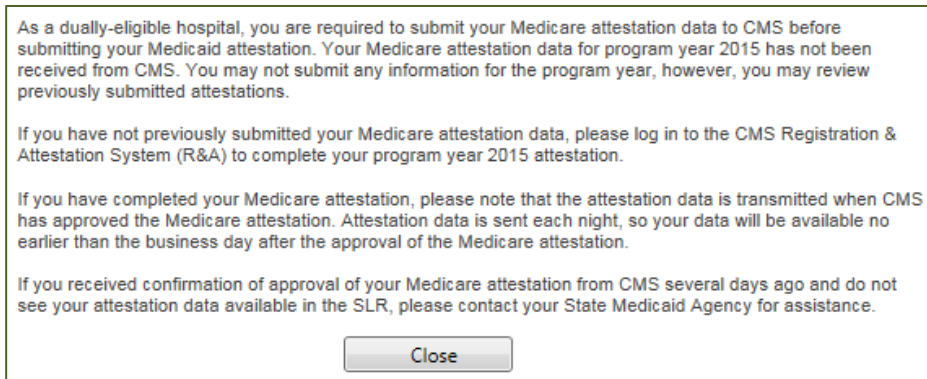 As a dually-eligible hospital, you are required to submit your Medicare attestation data to CMS before
submitting your Medicaid attestation. Your Medicare attestation data for program year 2015 has not been
received from CMS. You may not submit any information for the program year, however, you may review
previously submitted attestations.
If you have not previously submitted your Medicare attestation data, please log in to the CMS Registration &
Attestation System (R&A) to complete your program year 2015 attestation.
If you have completed your Medicare attestation, please note that the attestation data is transmitted when CMS
has approved the Medicare attestation. Attestation data is sent each night, so your data will be available no
earlier than the business day after the approval of the Medicare attestation.
If you received confirmation of approval of your Medicare attestation from CMS several days ago and do not
see your attestation data available in the SLR, please contact your State Medicaid Agency for assistance.
Close